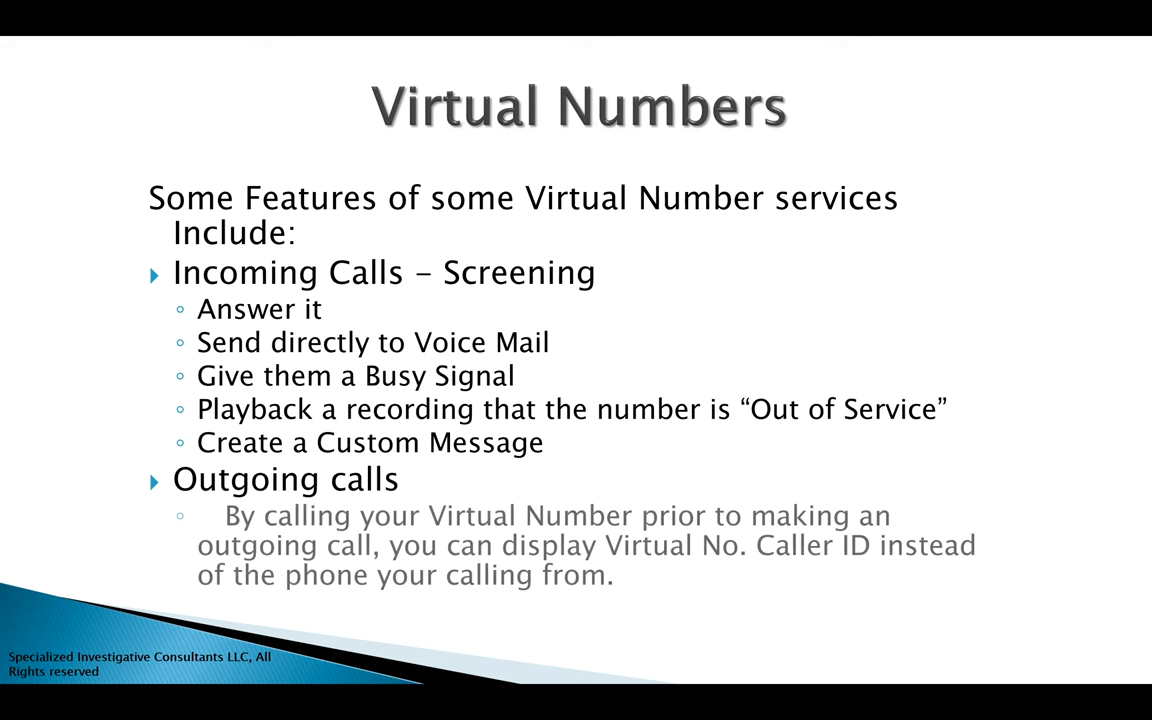 Virtual Numbers
Some Features of some Virtual Number services
Include:
Incoming Calls – Screening
Answer it
Send directly to Voice Mail
Give them a Busy Signal
Playback a recording that the number is “Out of Service”
Create a Custom Message
Outgoing calls
By calling your Virtual Number prior to making an
outgoing call, you can display Virtual No. Caller ID instead
of the phone your calling from.
Specialized Investigative Consultants LLC, All
Rights reserved